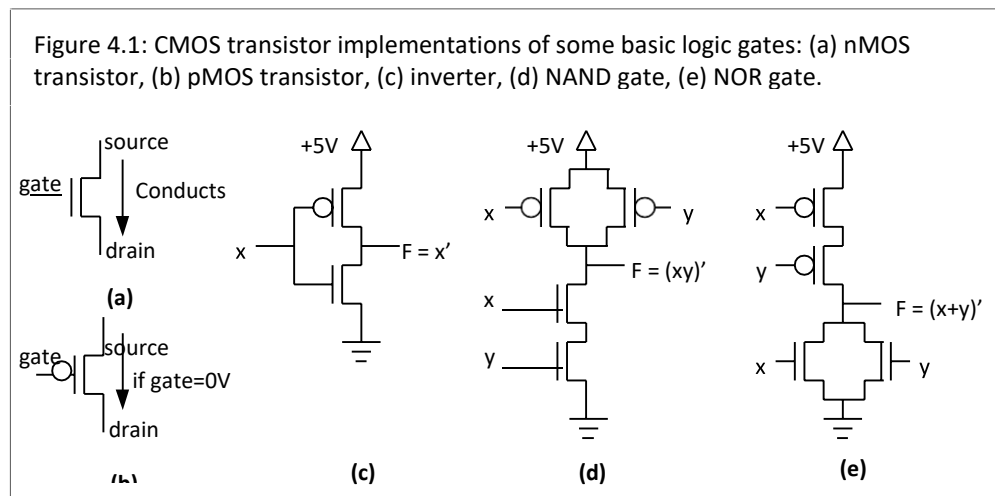 Figure 4.1: CMOS transistor implementations of some basic logic gates: (a) nMOS
transistor, (b) pMOS transistor, (c) inverter, (d) NAND gate, (e) NOR gate.
source
gate
Conducts
drain
(a)
source
gate
if gate=0V
drain
(b)
+5V
x
F = x’
(c)
+5V
x
y
F = (xy)’
x
y
(d)
+5V
x
y
F = (x+y)’
x
y
(e)